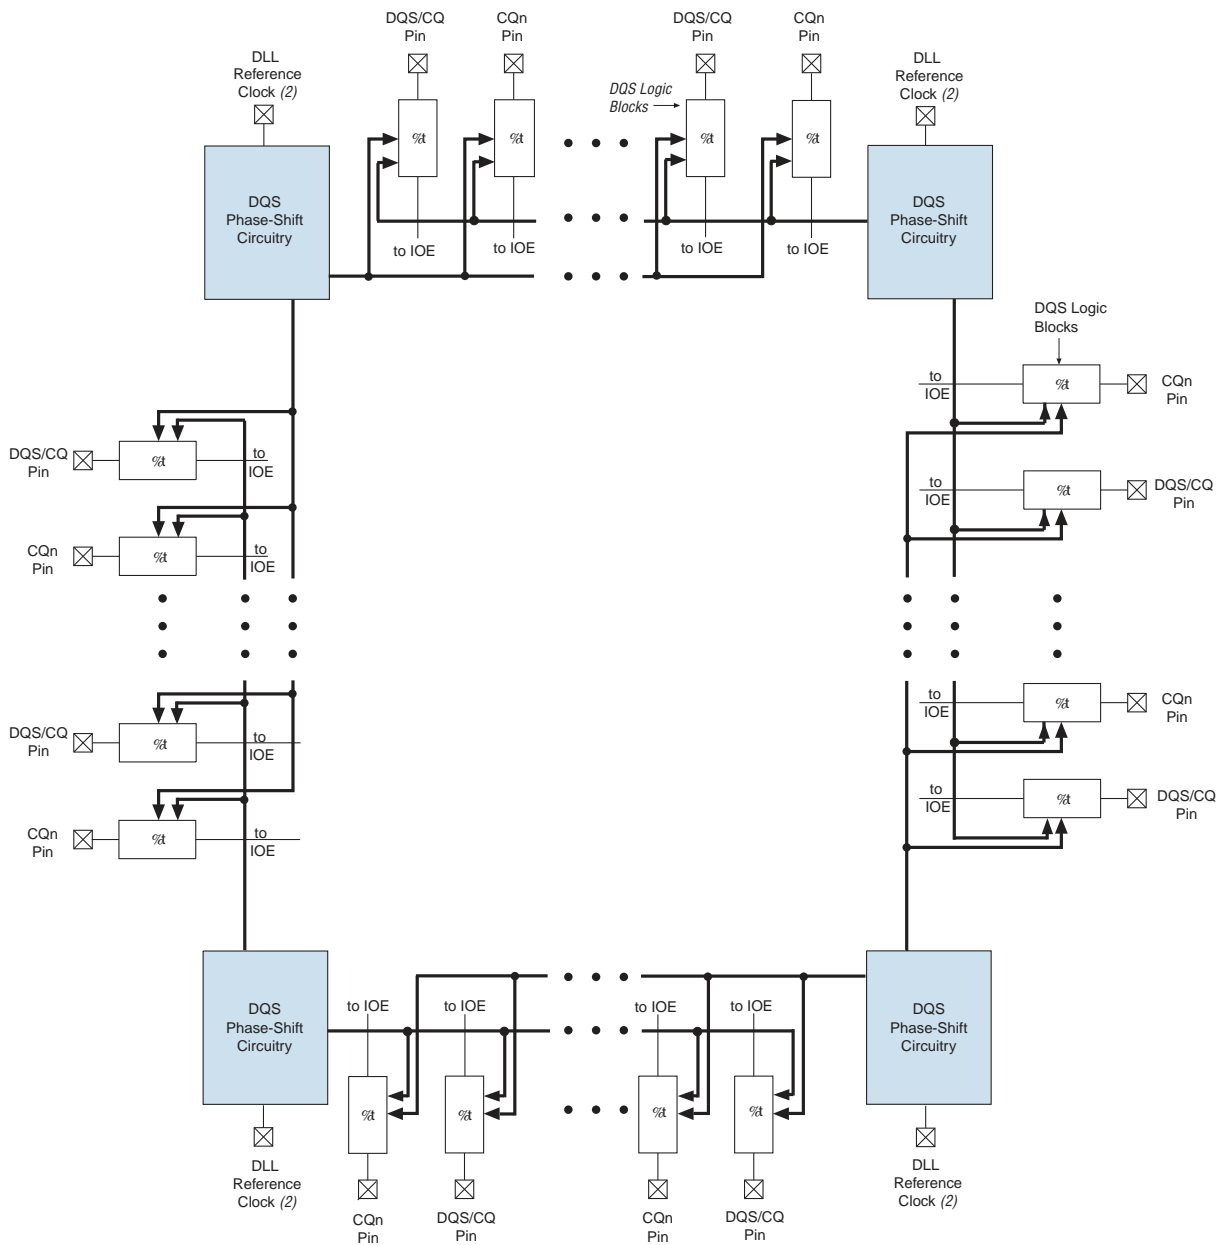 DQS/CQ
Pin
CQn
Pin
DQS/CQ
Pin
CQn
Pin
DLL
Reference
Clock (2)
DLL
Reference
Clock (2)
DQS Logic
Blocks
%t
%t
%t
%t
DQS
Phase-Shift
Circuitry
DQS
Phase-Shift
Circuitry
to IOE
to IOE
to IOE
to IOE
DQS Logic
Blocks
to
IOE
%t
CQn
Pin
DQS/CQ
Pin
%t
to
IOE
to
IOE
%t
DQS/CQ
Pin
CQn
Pin
%t
to
IOE
to
IOE
%t
CQn
Pin
DQS/CQ
Pin
%t
to
IOE
to
IOE
%t
DQS/CQ
Pin
CQn
Pin
%t
to
IOE
DQS
Phase-Shift
Circuitry
to IOE
to IOE
to IOE
to IOE
DQS
Phase-Shift
Circuitry
%t
%t
%t
%t
DLL
Reference
Clock (2)
DLL
Reference
Clock (2)
CQn
Pin
DQS/CQ
Pin
CQn
Pin
DQS/CQ
Pin